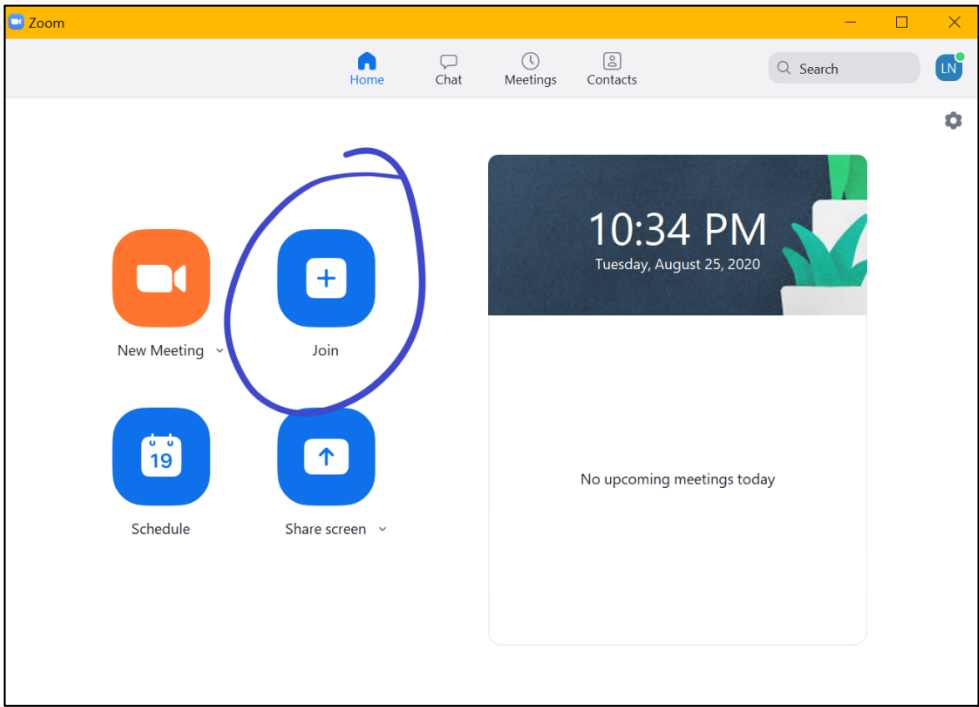 Zoom
Home
Chat
Meetings
Contacts
Search
LN
10:34 PM
Tuesday, August 25, 2020
New Meeting
Join
19
Schedule
Share screen
No upcoming meetings today